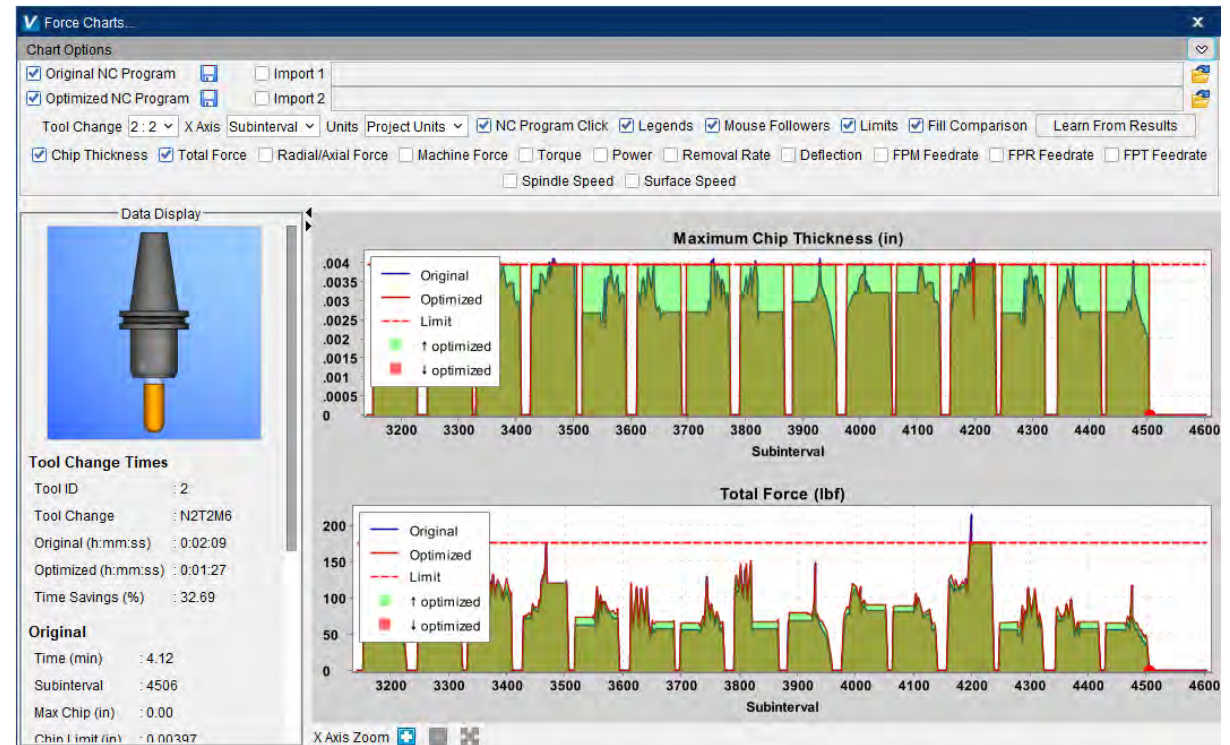 Force Charts...
x
Chart Options
Original NC Program
Import 1
Optimized NC Program
Import 2
Tool Change 2 : 2 X Axis Subinterval Units Project Units NC Program Click Legends Mouse Followers Limits Fill Comparison Learn From Results
Chip Thickness Total Force Radial/Axial Force Machine Force Torque Power Removal Rate Deflection FPM Feedrate FPR Feedrate FPT Feedrate
Spindle Speed Surface Speed
Data Display
Tool Change Times
Tool ID : 2
Tool Change : N2T2M6
Original (h:mm:ss) : 0:02:09
Optimized (h:mm:ss) : 0:01:27
Time Savings (%) : 32.69
Original
Time (min) : 4.12
Subinterval : 4506
Max Chip (in) : 0.00
Chip Limit (in) : 0.00397
Maximum Chip Thickness (in)
.004
.0035
.003
.0025
.002
.0015
.001
.0005
0
Original
Optimized
Limit
↑ optimized
↓ optimized
3200 3300 3400 3500 3600 3700 3800 3900 4000 4100 4200 4300 4400 4500 4600
Subinterval
Total Force (lbf)
200
150
100
50
0
Original
Optimized
Limit
↑ optimized
↓ optimized
3200 3300 3400 3500 3600 3700 3800 3900 4000 4100 4200 4300 4400 4500 4600
Subinterval
X Axis Zoom